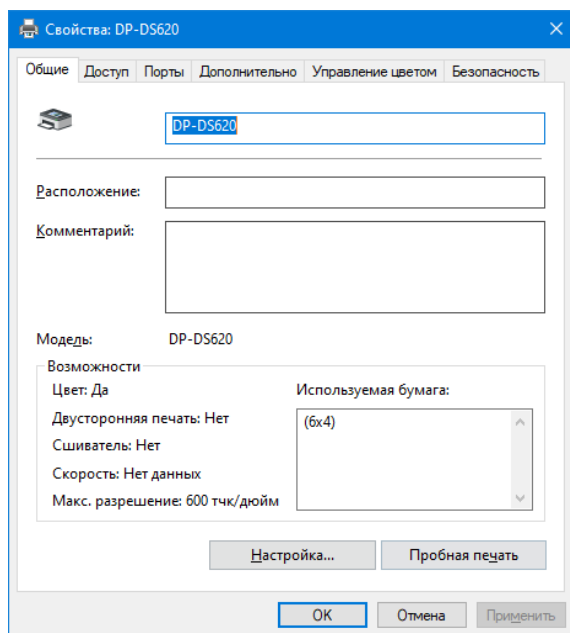 Свойства: DP-DS620
Общие Доступ Порты Дополнительно Управление цветом Безопасность
DP-DS620
Расположение:
Комментарий:
Модель: DP-DS620
Возможности
Цвет: Да Используемая бумага:
Двусторонняя печать: Нет (6x4)
Сшиватель: Нет
Скорость: Нет данных
Макс. разрешение: 600 тчк/дюйм
Настройка... Пробная печать
OK Отмена Применить